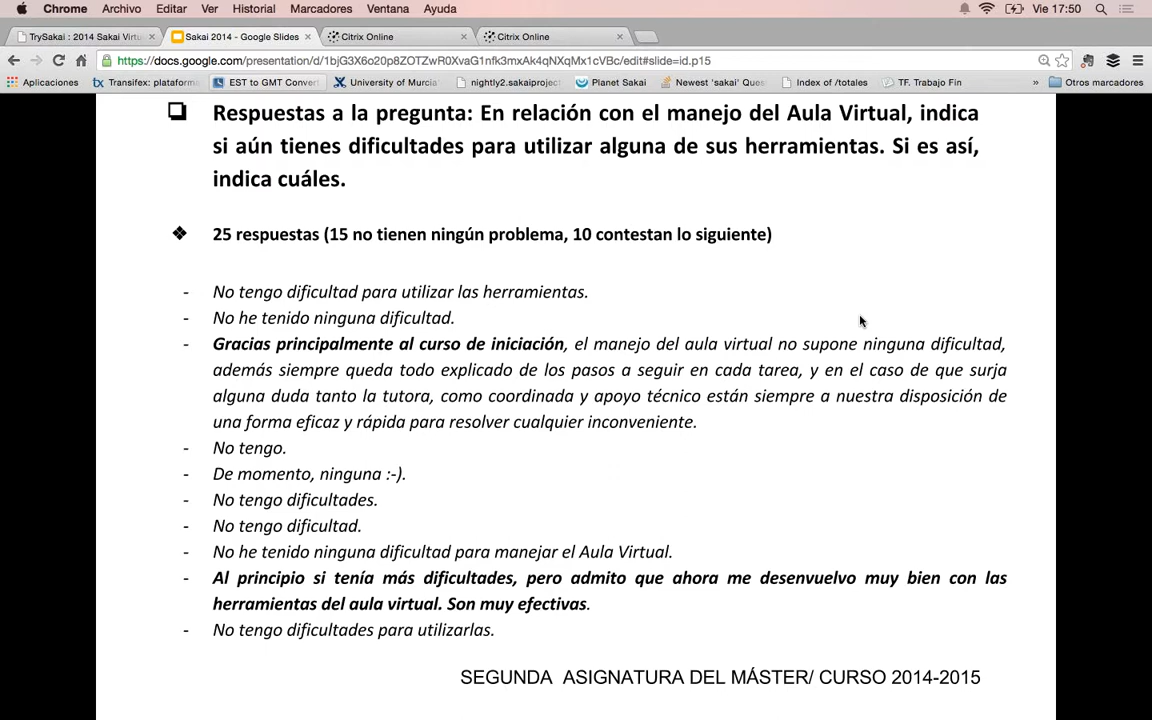 Chrome Archivo Editar Ver Historial Marcadores Ventana Ayuda Vie 17:50
TrySakai : 2014 Sakai Virtu Sakai 2014 - Google Slides Citrix Online Citrix Online
https://docs.google.com/presentation/d/1bjG3X6o20p8ZOTZwR0XvaG1nfk3mxAk4qNXqMx1cVBc/edit#slide=id.p15
Aplicaciones Transifex: plataform EST to GMT Convert University of Murcia nightly2.sakaiproject Planet Sakai Newest 'sakai' Ques Index of /totales TF. Trabajo Fin » Otros marcadores
Respuestas a la pregunta: En relación con el manejo del Aula Virtual, indica
si aún tienes dificultades para utilizar alguna de sus herramientas. Si es así,
indica cuáles.
25 respuestas (15 no tienen ningún problema, 10 contestan lo siguiente)
- No tengo dificultad para utilizar las herramientas.
- No he tenido ninguna dificultad.
- Gracias principalmente al curso de iniciación, el manejo del aula virtual no supone ninguna dificultad,
además siempre queda todo explicado de los pasos a seguir en cada tarea, y en el caso de que surja
alguna duda tanto la tutora, como coordinada y apoyo técnico están siempre a nuestra disposición de
una forma eficaz y rápida para resolver cualquier inconveniente.
- No tengo.
- De momento, ninguna :-).
- No tengo dificultades.
- No tengo dificultad.
- No he tenido ninguna dificultad para manejar el Aula Virtual.
- Al principio si tenía más dificultades, pero admito que ahora me desenvuelvo muy bien con las
herramientas del aula virtual. Son muy efectivas.
- No tengo dificultades para utilizarlas.
SEGUNDA ASIGNATURA DEL MÁSTER/ CURSO 2014-2015